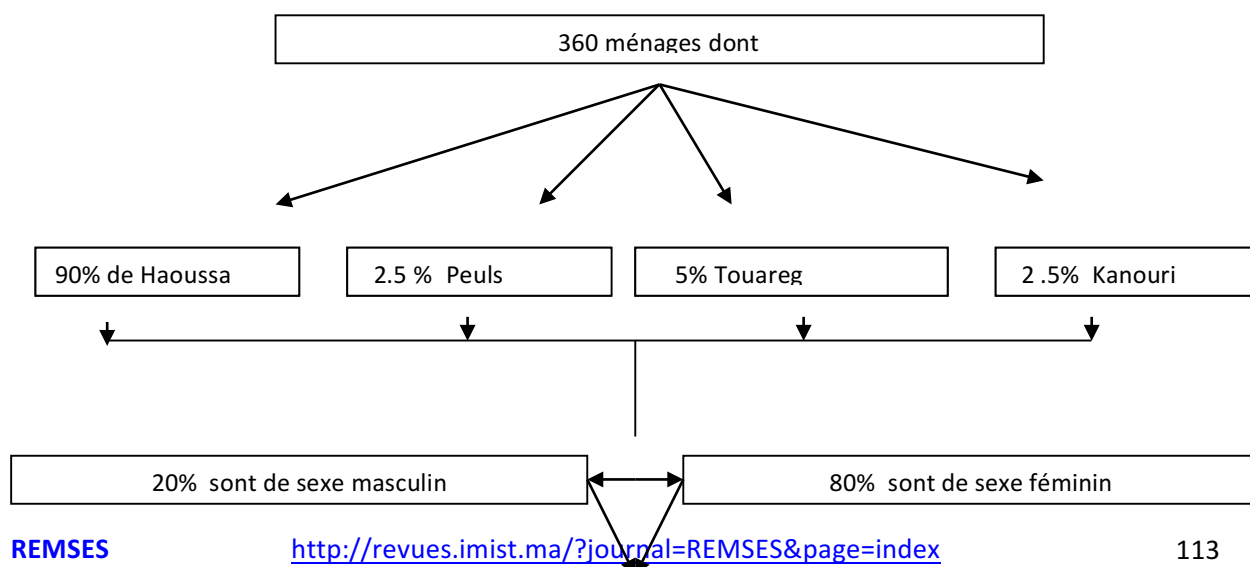 360 ménages dont
90% de Haoussa
2.5 % Peuls
5% Touareg
2 .5% Kanouri
20% sont de sexe masculin
80% sont de sexe féminin
REMSES http://revues.imist.ma/?journal=REMSES&page=index 113